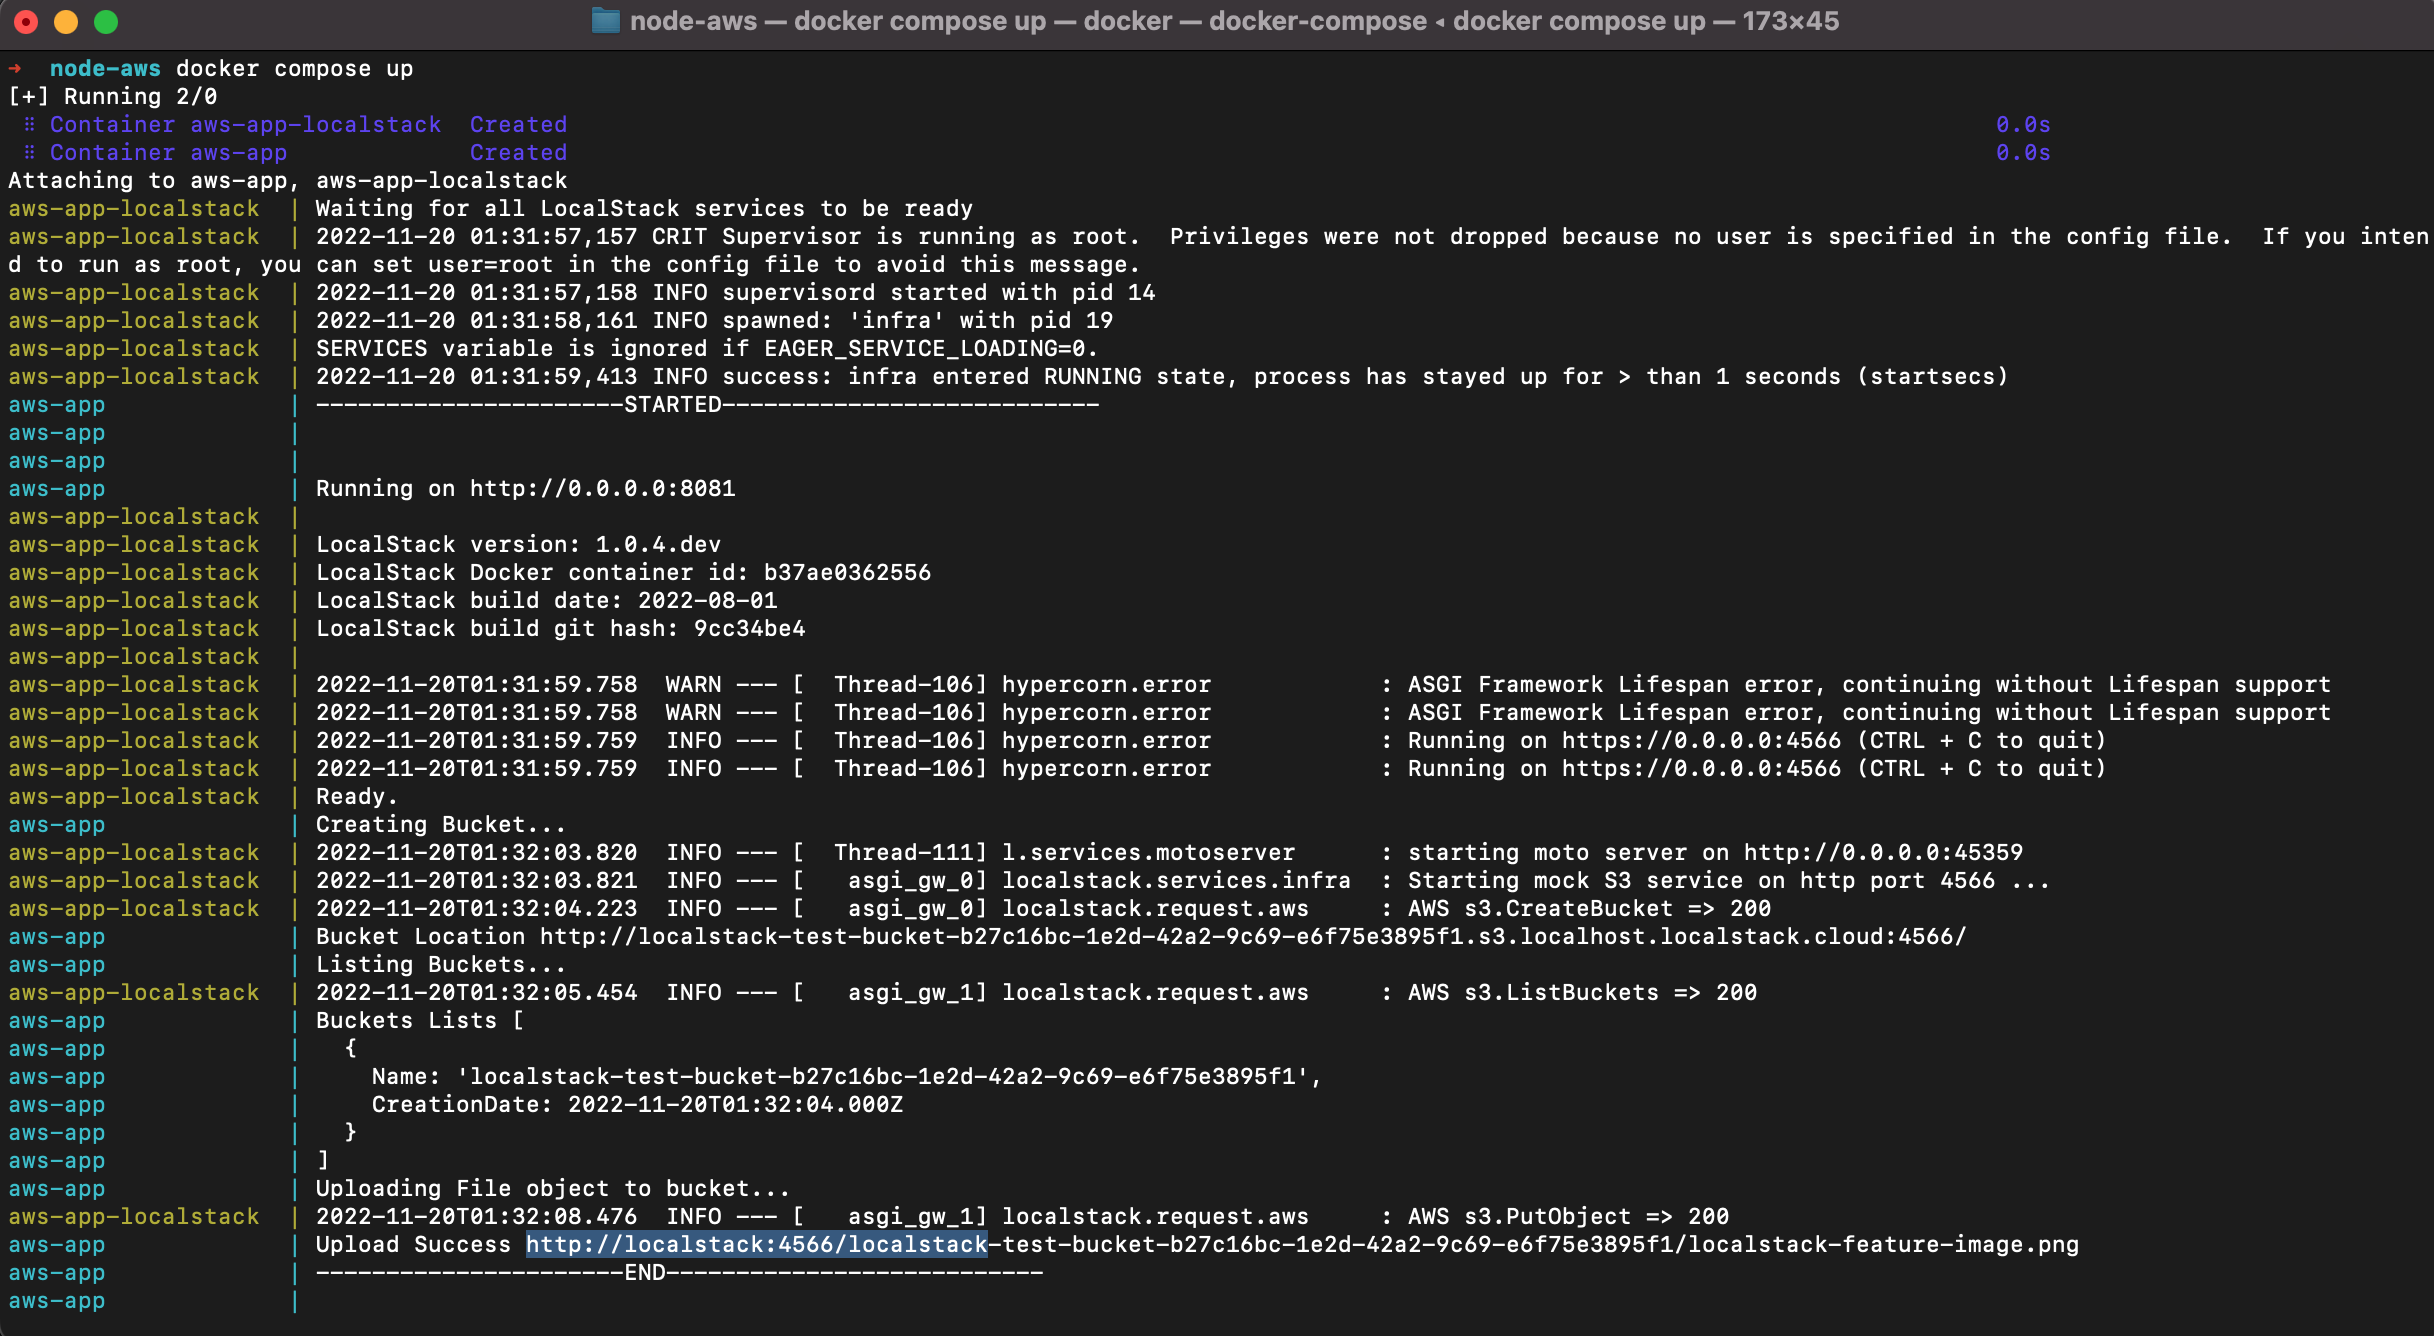 node-aws — docker compose up — docker — docker-compose ◂ docker compose up — 173×45
→ node-aws docker compose up
[+] Running 2/0
⠿ Container aws-app-localstack  Created  0.0s
⠿ Container aws-app             Created  0.0s
Attaching to aws-app, aws-app-localstack
aws-app-localstack  | Waiting for all LocalStack services to be ready
aws-app-localstack  | 2022-11-20 01:31:57,157 CRIT Supervisor is running as root.  Privileges were not dropped because no user is specified in the config file.  If you inten
d to run as root, you can set user=root in the config file to avoid this message.
aws-app-localstack  | 2022-11-20 01:31:57,158 INFO supervisord started with pid 14
aws-app-localstack  | 2022-11-20 01:31:58,161 INFO spawned: 'infra' with pid 19
aws-app-localstack  | SERVICES variable is ignored if EAGER_SERVICE_LOADING=0.
aws-app-localstack  | 2022-11-20 01:31:59,413 INFO success: infra entered RUNNING state, process has stayed up for > than 1 seconds (startsecs)
aws-app             | ----------------------STARTED---------------------------
aws-app             |
aws-app             |
aws-app             | Running on http://0.0.0.0:8081
aws-app-localstack  |
aws-app-localstack  | LocalStack version: 1.0.4.dev
aws-app-localstack  | LocalStack Docker container id: b37ae0362556
aws-app-localstack  | LocalStack build date: 2022-08-01
aws-app-localstack  | LocalStack build git hash: 9cc34be4
aws-app-localstack  |
aws-app-localstack  | 2022-11-20T01:31:59.758  WARN --- [  Thread-106] hypercorn.error            : ASGI Framework Lifespan error, continuing without Lifespan support
aws-app-localstack  | 2022-11-20T01:31:59.758  WARN --- [  Thread-106] hypercorn.error            : ASGI Framework Lifespan error, continuing without Lifespan support
aws-app-localstack  | 2022-11-20T01:31:59.759  INFO --- [  Thread-106] hypercorn.error            : Running on https://0.0.0.0:4566 (CTRL + C to quit)
aws-app-localstack  | 2022-11-20T01:31:59.759  INFO --- [  Thread-106] hypercorn.error            : Running on https://0.0.0.0:4566 (CTRL + C to quit)
aws-app-localstack  | Ready.
aws-app             | Creating Bucket...
aws-app-localstack  | 2022-11-20T01:32:03.820  INFO --- [  Thread-111] l.services.motoserver      : starting moto server on http://0.0.0.0:45359
aws-app-localstack  | 2022-11-20T01:32:03.821  INFO --- [   asgi_gw_0] localstack.services.infra  : Starting mock S3 service on http port 4566 ...
aws-app-localstack  | 2022-11-20T01:32:04.223  INFO --- [   asgi_gw_0] localstack.request.aws     : AWS s3.CreateBucket => 200
aws-app             | Bucket Location http://localstack-test-bucket-b27c16bc-1e2d-42a2-9c69-e6f75e3895f1.s3.localhost.localstack.cloud:4566/
aws-app             | Listing Buckets...
aws-app-localstack  | 2022-11-20T01:32:05.454  INFO --- [   asgi_gw_1] localstack.request.aws     : AWS s3.ListBuckets => 200
aws-app             | Buckets Lists [
aws-app             |   {
aws-app             |     Name: 'localstack-test-bucket-b27c16bc-1e2d-42a2-9c69-e6f75e3895f1',
aws-app             |     CreationDate: 2022-11-20T01:32:04.000Z
aws-app             |   }
aws-app             | ]
aws-app             | Uploading File object to bucket...
aws-app-localstack  | 2022-11-20T01:32:08.476  INFO --- [   asgi_gw_1] localstack.request.aws     : AWS s3.PutObject => 200
aws-app             | Upload Success http://localstack:4566/localstack-test-bucket-b27c16bc-1e2d-42a2-9c69-e6f75e3895f1/localstack-feature-image.png
aws-app             | ----------------------END---------------------------
aws-app             |